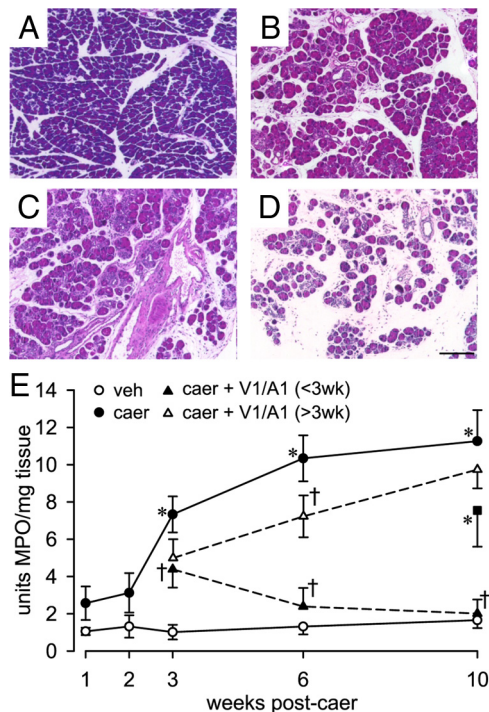 A
B
C
D
E
14
12
10
8
6
4
2
0
units MPO/mg tissue
veh
caer
caer + V1/A1 (<3wk)
caer + V1/A1 (>3wk)
*
*
*
*
†
†
†
†
1
2
3
6
10
weeks post-caer